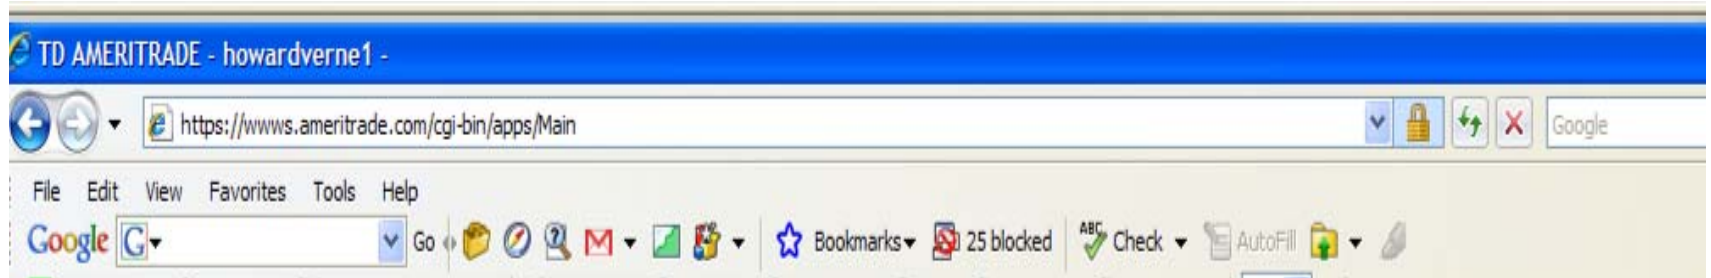 TD AMERITRADE - howardverne1 -
https://wwws.ameritrade.com/cgi-bin/apps/Main Google
File Edit View Favorites Tools Help
Google G Go Bookmarks 25 blocked ABC Check AutoFill